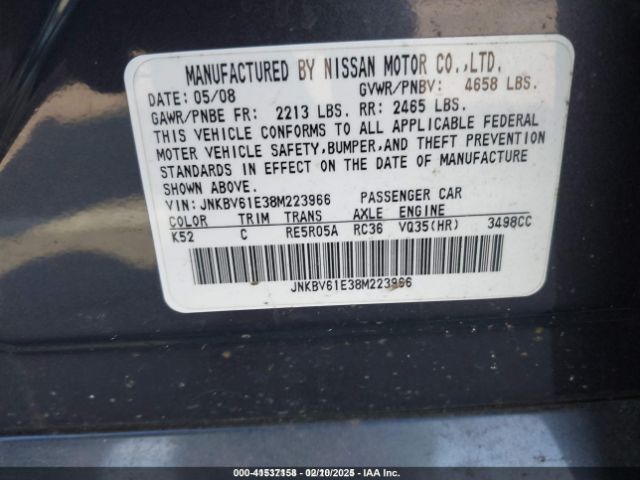 MANUFACTURED BY NISSAN MOTOR CO.,LTD.
DATE: 05/08 GVWR/PNBV: 4658 LBS.
GAWR/PNBE FR: 2213 LBS. RR: 2465 LBS.
THIS VEHICLE CONFORMS TO ALL APPLICABLE FEDERAL
MOTOR VEHICLE SAFETY,BUMPER,AND THEFT PREVENTION
STANDARDS IN EFFECT ON THE DATE OF MANUFACTURE
SHOWN ABOVE.
VIN: JNKBV61E38M223966 PASSENGER CAR
COLOR TRIM TRANS AXLE ENGINE
K52 C RE5R05A RC36 VQ35(HR) 3498CC
JNKBV61E38M223966
00-41537158 - 02/10/2025 - IAA Inc.